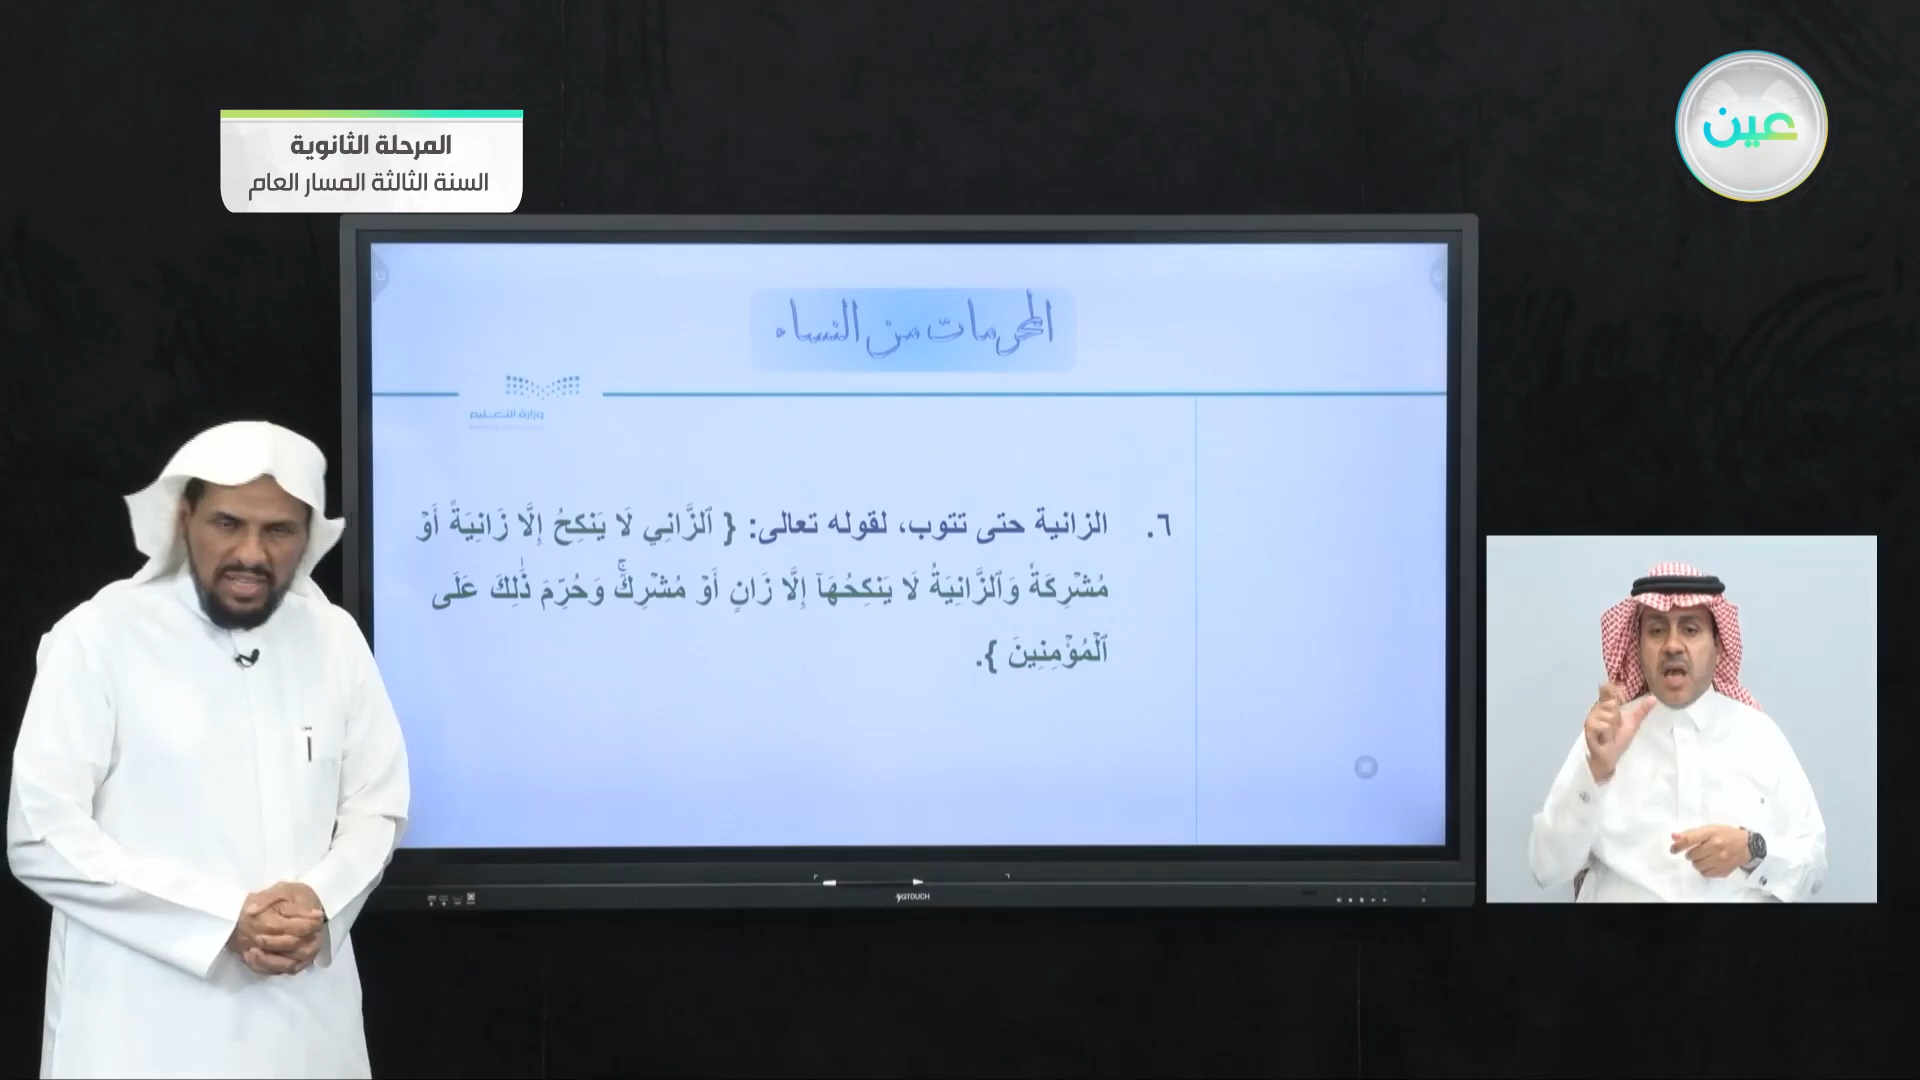 المرحلة الثانوية
السنة الثالثة المسار العام
عين
المحرمات من النساء
وزارة التعليم
٦. الزانية حتى تتوب، لقوله تعالى: { ٱلزَّانِي لَا يَنكِحُ إِلَّا زَانِيَةً أَوۡ
مُشۡرِكَةٗ وَٱلزَّانِيَةُ لَا يَنكِحُهَآ إِلَّا زَانٍ أَوۡ مُشۡرِكٞۚ وَحُرِّمَ ذَٰلِكَ عَلَى
ٱلۡمُؤۡمِنِينَ }.